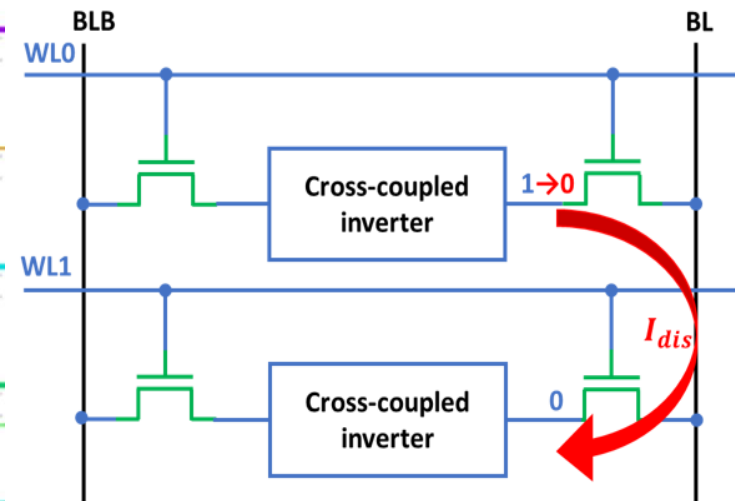 BLB
BL
WL0
Cross-coupled
inverter
1→0
WL1
I_dis
Cross-coupled
inverter
0